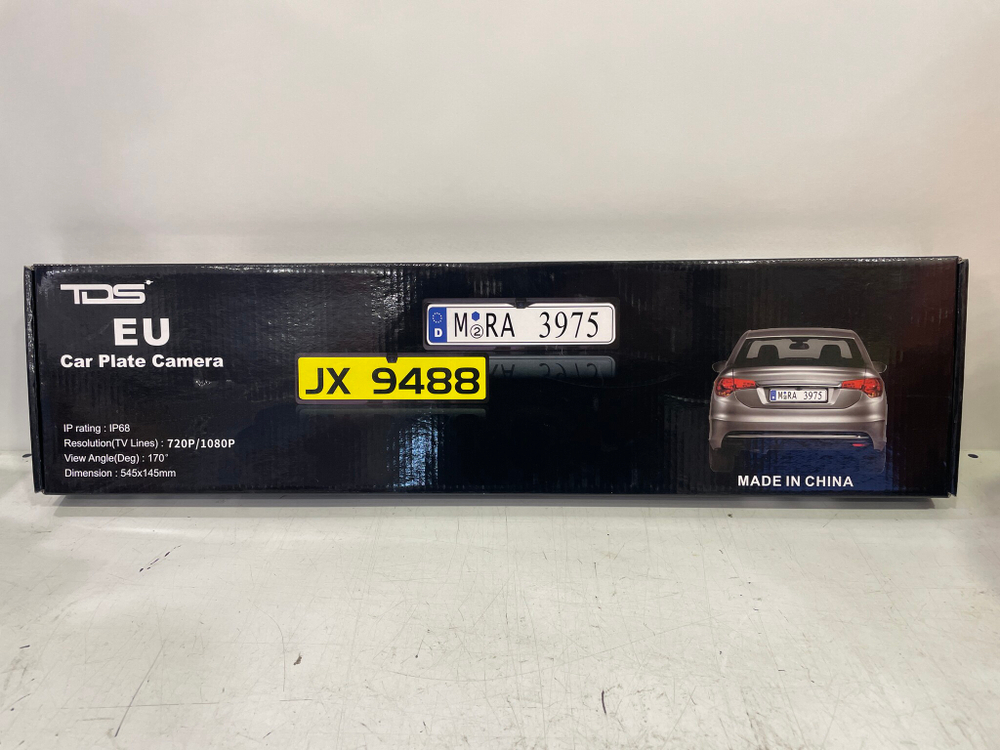 TDS
EU
Car Plate Camera
IP rating : IP68
Resolution(TV Lines) : 720P/1080P
View Angle(Deg) : 170°
Dimension : 545x145mm
D M 2 RA 3975
JX 9488
M RA 3975
MADE IN CHINA